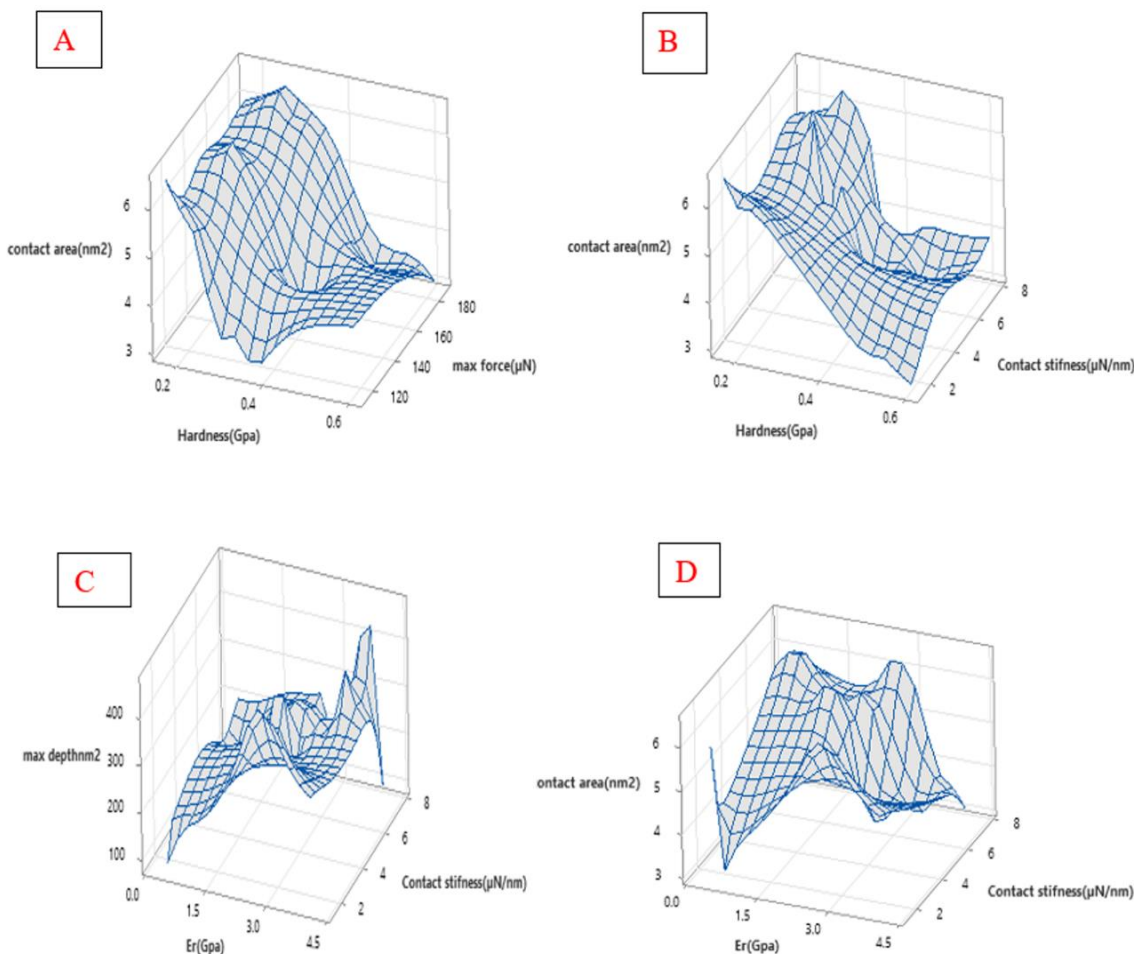 A
6
5
contact area(nm2)
4
3
0.2
0.4
0.6
Hardness(Gpa)
120
140
160
180
max force(µN)
B
6
5
contact area(nm2)
4
3
0.2
0.4
0.6
Hardness(Gpa)
2
4
6
8
Contact stifness(µN/nm)
C
400
300
max depthnm2
200
100
0.0
1.5
3.0
4.5
Er(Gpa)
2
4
6
8
Contact stifness(µN/nm)
D
6
5
ontact area(nm2)
4
3
0.0
1.5
3.0
4.5
Er(Gpa)
2
4
6
8
Contact stifness(µN/nm)